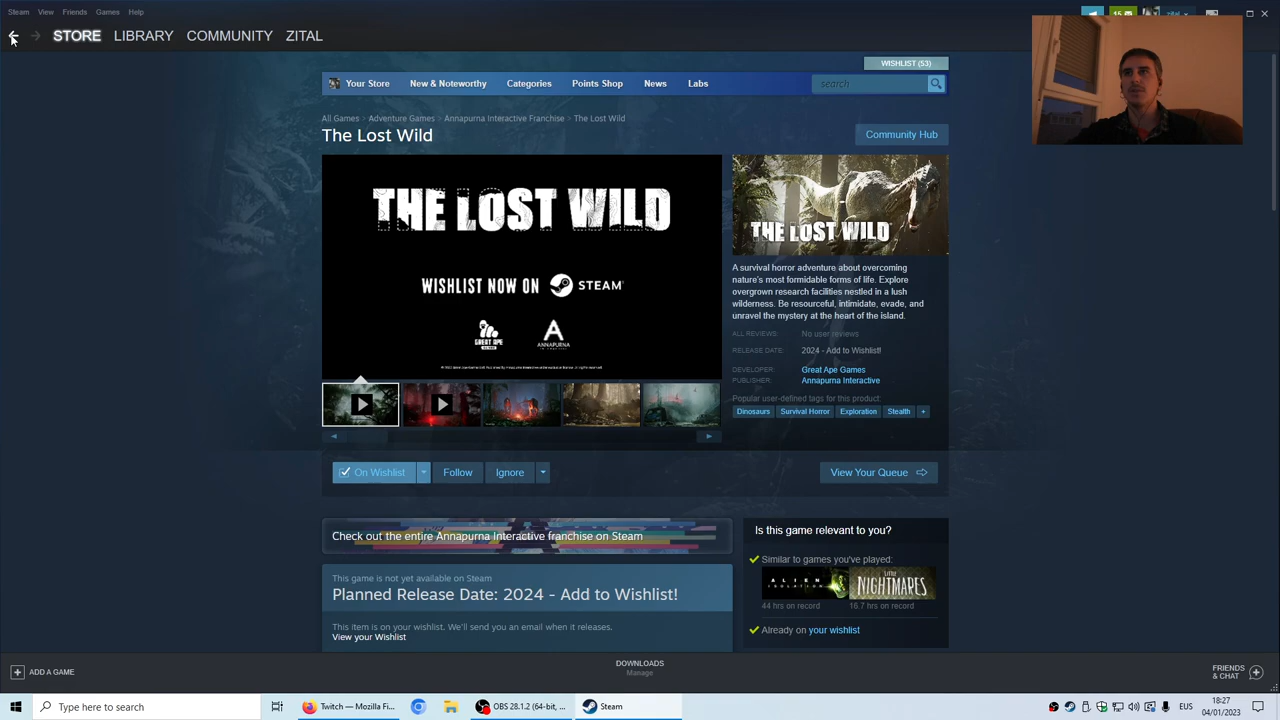 Steam View Friends Games Help
STORE LIBRARY COMMUNITY ZITAL
WISHLIST (53)
Your Store New & Noteworthy Categories Points Shop News Labs search
All Games > Adventure Games > Annapurna Interactive Franchise > The Lost Wild
The Lost Wild
Community Hub
THE LOST WILD
WISHLIST NOW ON STEAM
GREAT APE
ANNAPURNA
THE LOST WILD
A survival horror adventure about overcoming
nature's most formidable forms of life. Explore
overgrown research facilities nestled in a lush
wilderness. Be resourceful, intimidate, evade, and
unravel the mystery at the heart of the island.
ALL REVIEWS: No user reviews
RELEASE DATE: 2024 - Add to Wishlist!
DEVELOPER: Great Ape Games
PUBLISHER: Annapurna Interactive
Popular user-defined tags for this product:
Dinosaurs Survival Horror Exploration Stealth +
On Wishlist Follow Ignore View Your Queue
Check out the entire Annapurna Interactive franchise on Steam
Is this game relevant to you?
This game is not yet available on Steam
Planned Release Date: 2024 - Add to Wishlist!
This item is on your wishlist. We'll send you an email when it releases.
View your Wishlist
Similar to games you've played:
ALIEN ISOLATION
LITTLE NIGHTMARES
44 hrs on record 16.7 hrs on record
Already on your wishlist
ADD A GAME
DOWNLOADS
Manage
FRIENDS
& CHAT
Type here to search
Twitch — Mozilla Fi...
OBS 28.1.2 (64-bit, ...
Steam
EUS
18:27
04/01/2023